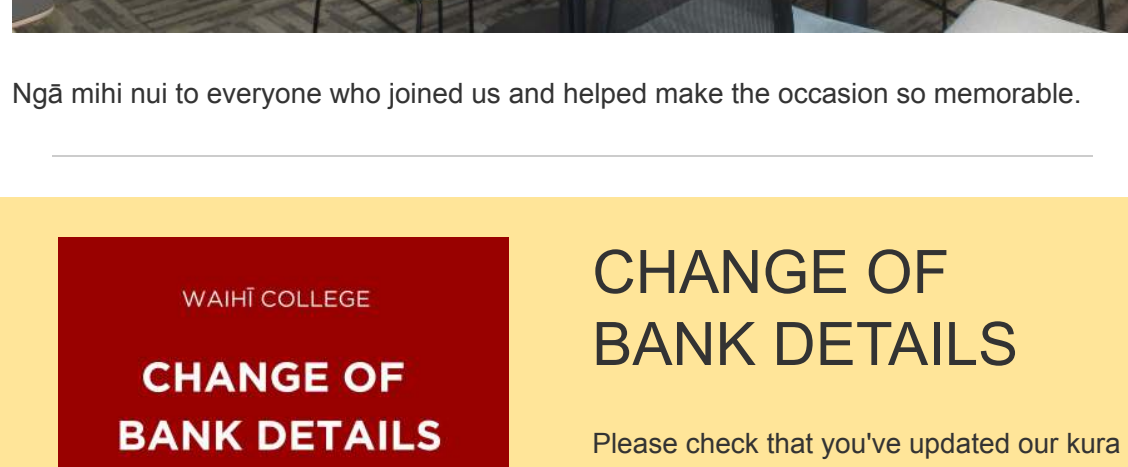 Ngā mihi nui to everyone who joined us and helped make the occasion so memorable.
WAIHĪ COLLEGE
CHANGE OF
BANK DETAILS
CHANGE OF
BANK DETAILS
Please check that you've updated our kura